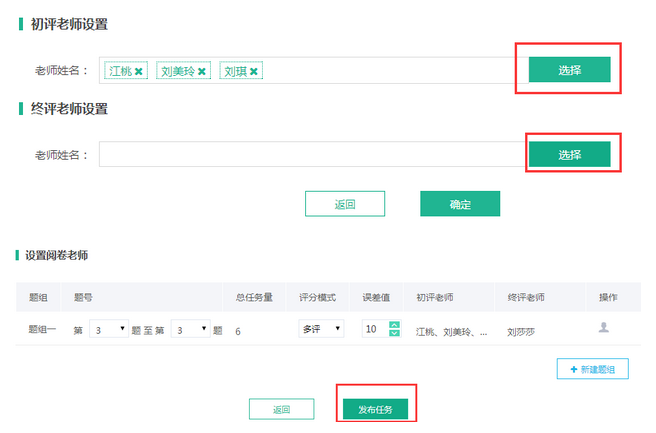 初评老师设置
老师姓名： 江桃 刘美玲 刘琪 选择
终评老师设置
老师姓名： 选择
返回 确定
设置阅卷老师
题组 题号 总任务量 评分模式 误差值 初评老师 终评老师 操作
题组一 第 3 题 至 第 3 题 6 多评 10 江桃、刘美玲、... 刘莎莎
+ 新建题组
返回 发布任务